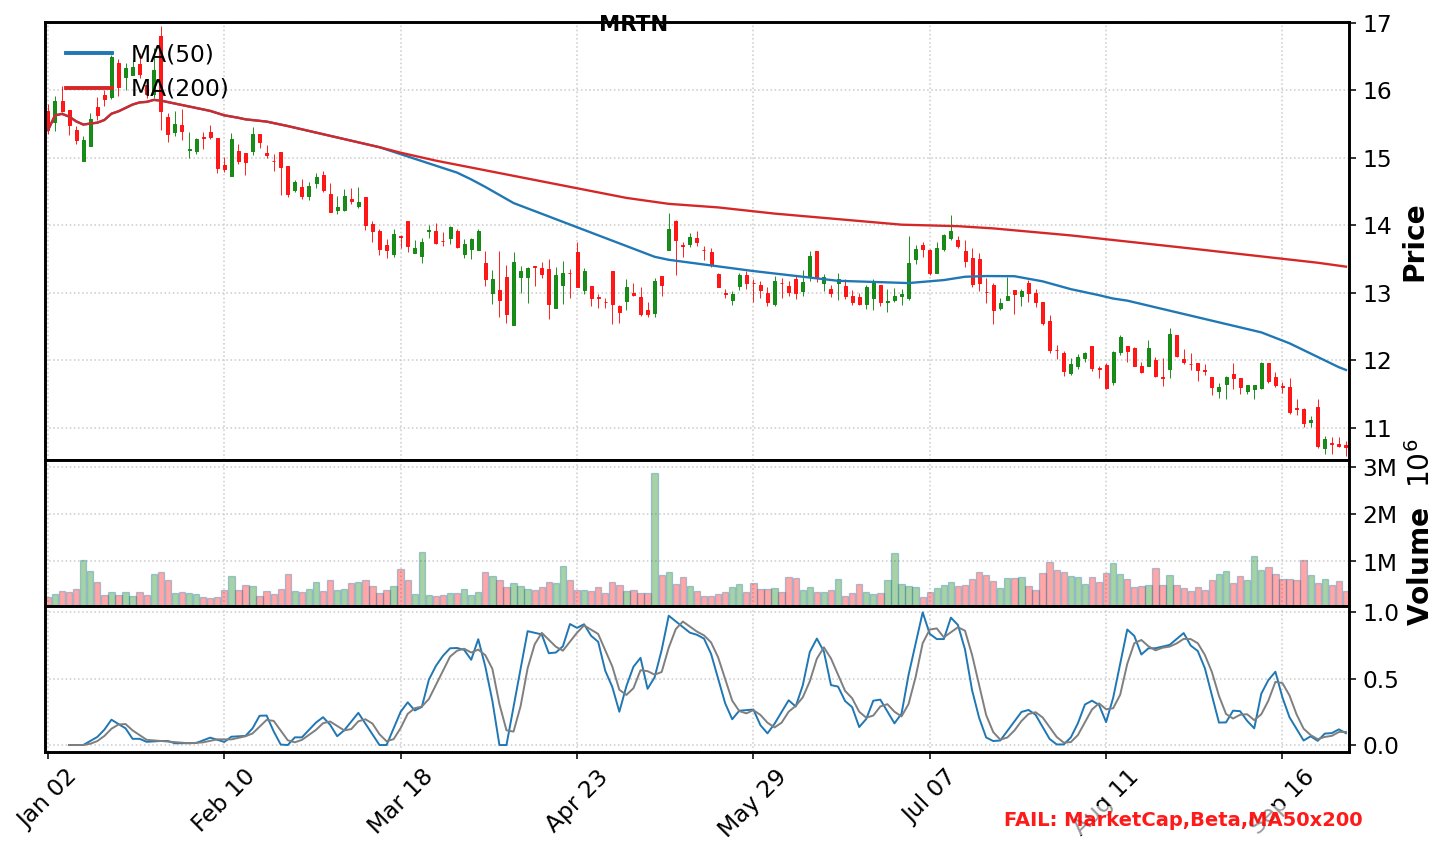 MRTN
MA(50)
MA(200)
17
16
15
14
13
12
11
Price
3M
2M
1M
Volume 10^6
1.0
0.5
0.0
Jan 02
Feb 10
Mar 18
Apr 23
May 29
Jul 07
Aug 11
Sep 16
FAIL: MarketCap,Beta,MA50x200